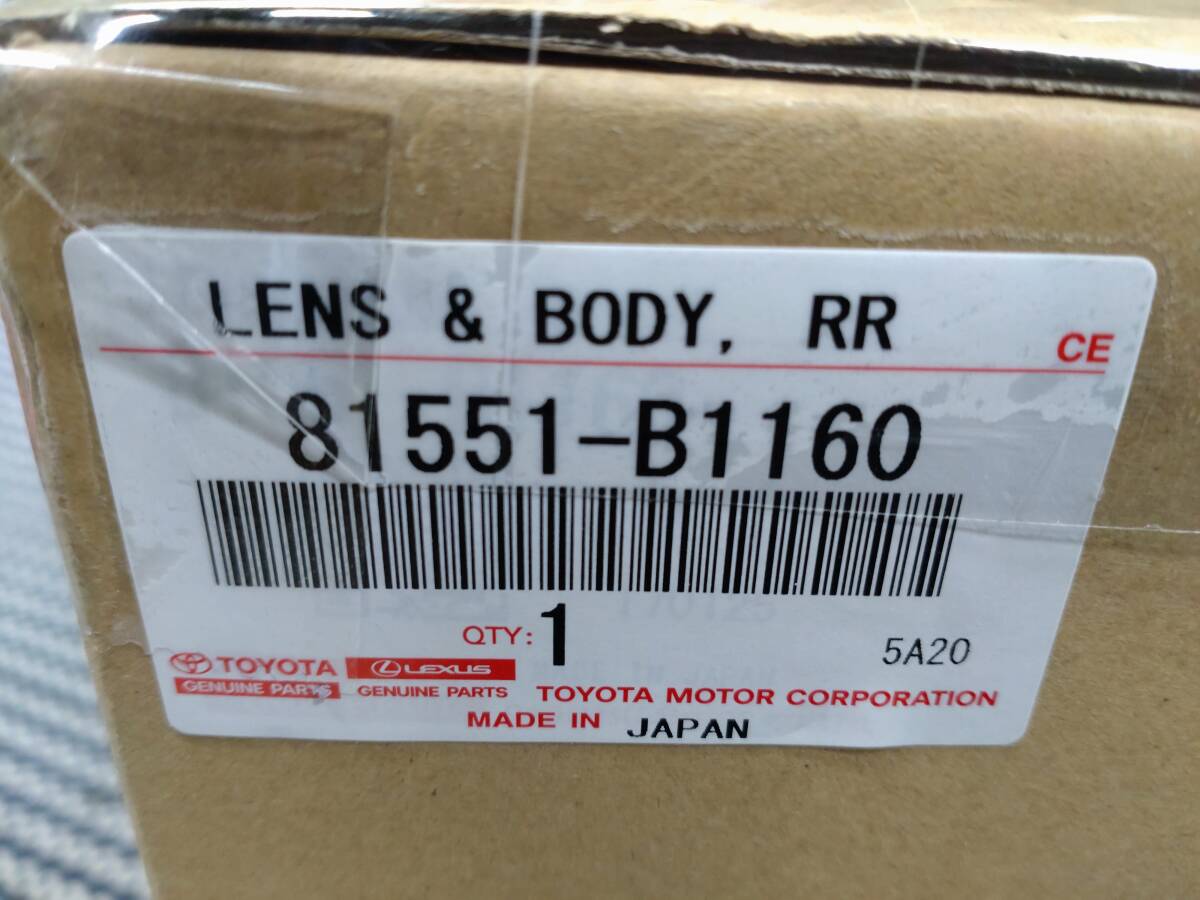 LENS & BODY, RR
CE
81551-B1160
QTY: 1
5A20
TOYOTA
GENUINE PARTS
LEXUS
GENUINE PARTS
TOYOTA MOTOR CORPORATION
MADE IN JAPAN